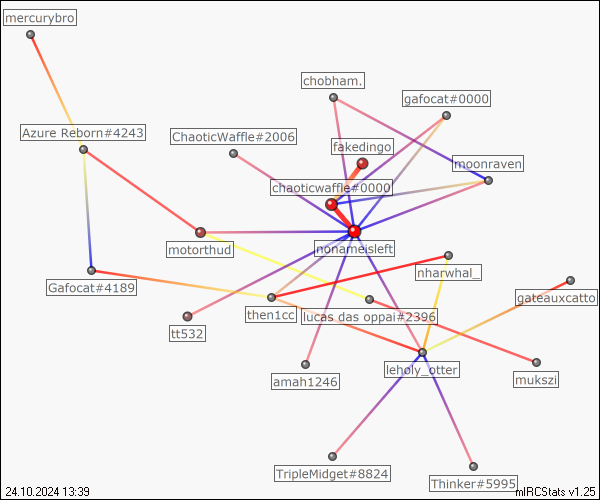 mercurybro
chobham.
gafocat#0000
Azure Reborn#4243
ChaoticWaffle#2006
fakedingo
moonraven
chaoticwaffle#0000
motorthud
nonameisleft
nharwhal_
Gafocat#4189
gateauxcatto
then1cc
lucas das oppai#2396
tt532
leholy_otter
amah1246
mukszi
TripleMidget#8824
Thinker#5995
24.10.2024 13:39
mIRCStats v1.25